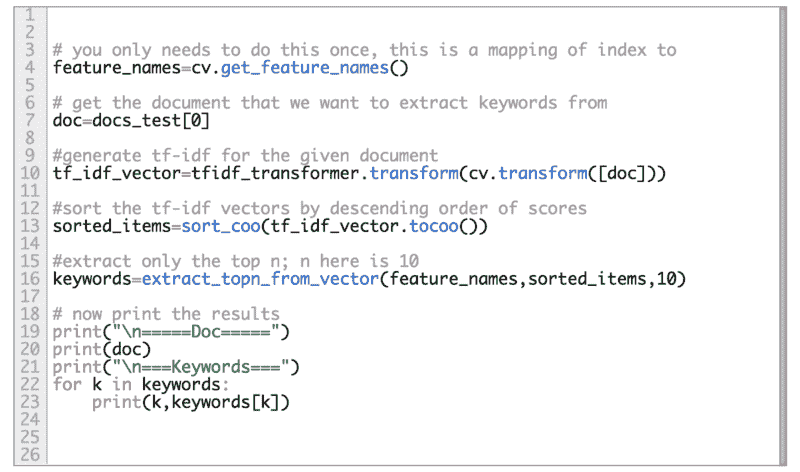 1
2
3 # you only needs to do this once, this is a mapping of index to
4 feature_names=cv.get_feature_names()
5
6 # get the document that we want to extract keywords from
7 doc=docs_test[0]
8
9 #generate tf-idf for the given document
10 tf_idf_vector=tfidf_transformer.transform(cv.transform([doc]))
11
12 #sort the tf-idf vectors by descending order of scores
13 sorted_items=sort_coo(tf_idf_vector.tocoo())
14
15 #extract only the top n; n here is 10
16 keywords=extract_topn_from_vector(feature_names,sorted_items,10)
17
18 # now print the results
19 print("\n=====Doc=====")
20 print(doc)
21 print("\n===Keywords===")
22 for k in keywords:
23     print(k,keywords[k])
24
25
26